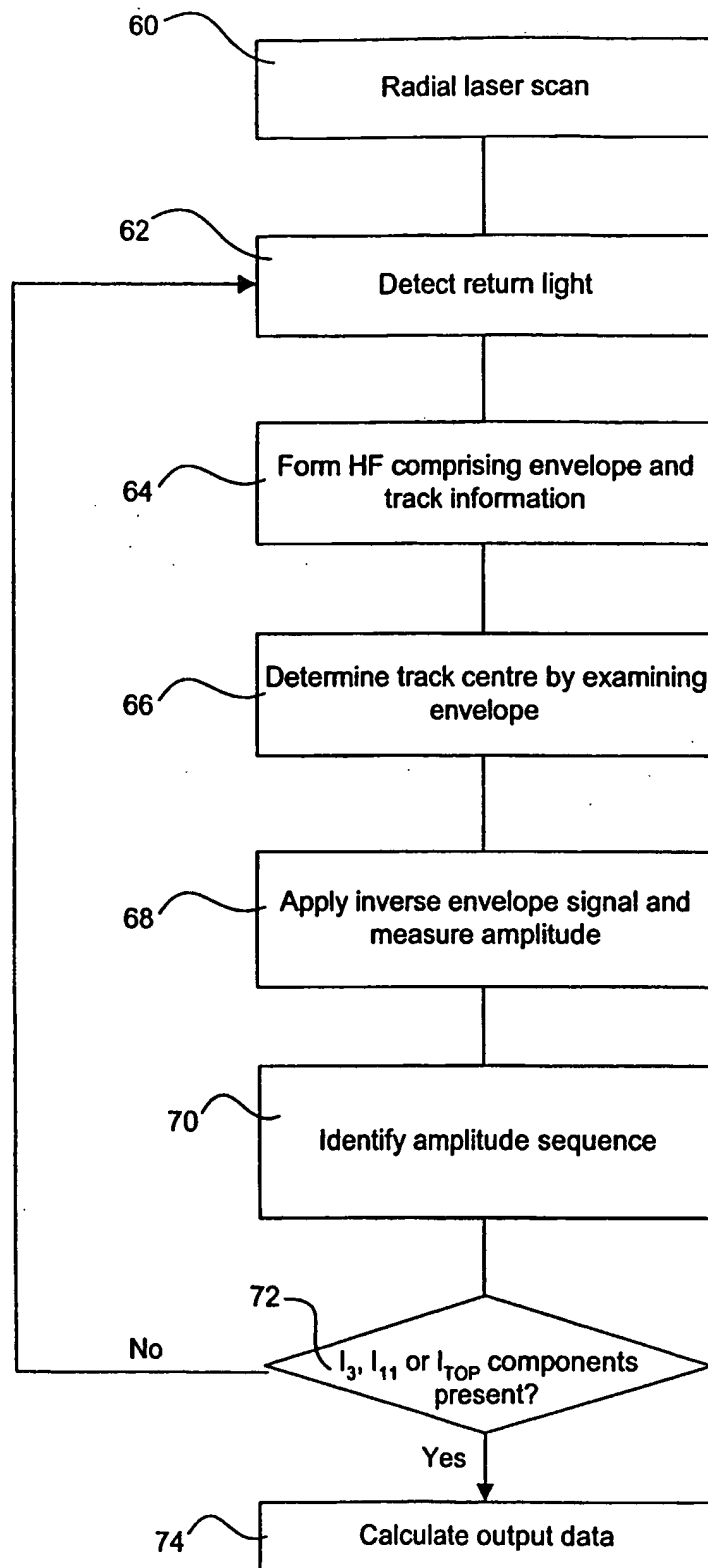 60
Radial laser scan
62
Detect return light
64
Form HF comprising envelope and
track information
66
Determine track centre by examining
envelope
68
Apply inverse envelope signal and
measure amplitude
70
Identify amplitude sequence
72
No
I₃, I₁₁ or I_TOP components
present?
Yes
74
Calculate output data